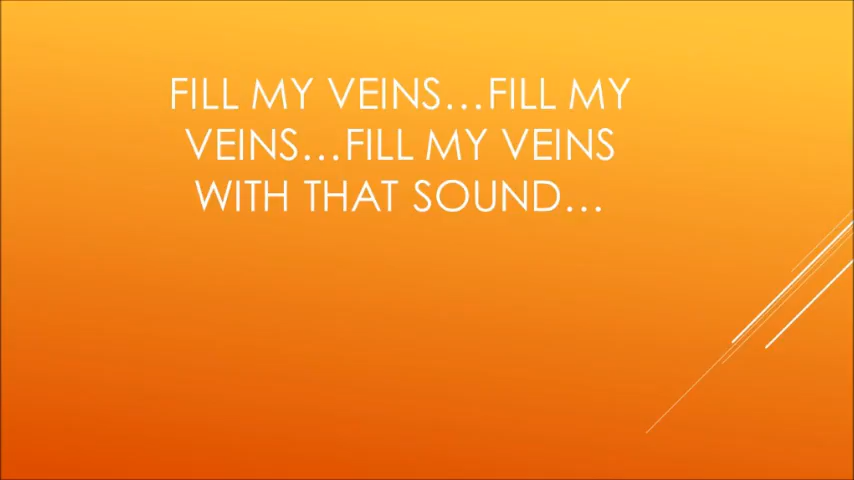 FILL MY VEINS...FILL MY
VEINS...FILL MY VEINS
WITH THAT SOUND...